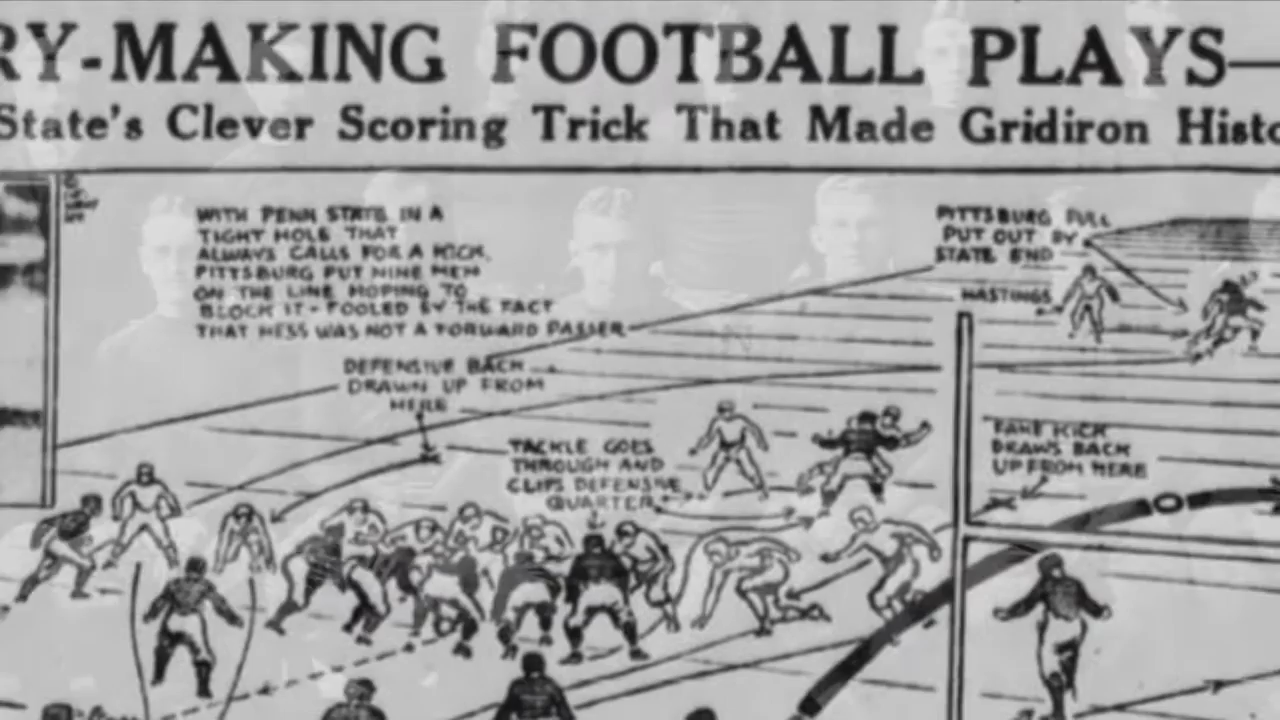 RY-MAKING FOOTBALL PLAYS—
State's Clever Scoring Trick That Made Gridiron Histo
WITH PENN STATE IN A
TIGHT HOLE THAT
ALWAYS CALLS FOR A KICK,
PITTSBURG PUT NINE MEN
ON THE LINE HOPING TO
BLOCK IT - FOOLED BY THE FACT
THAT HESS WAS NOT A FORWARD PASSER
DEFENSIVE BACK
DRAWN UP FROM
HERE
TACKLE GOES
THROUGH AND
CLIPS DEFENSIVE
QUARTER
PITTSBURG FULL
PUT OUT BY
STATE END
HASTINGS
FAKE KICK
DRAWS BACK
UP FROM HERE